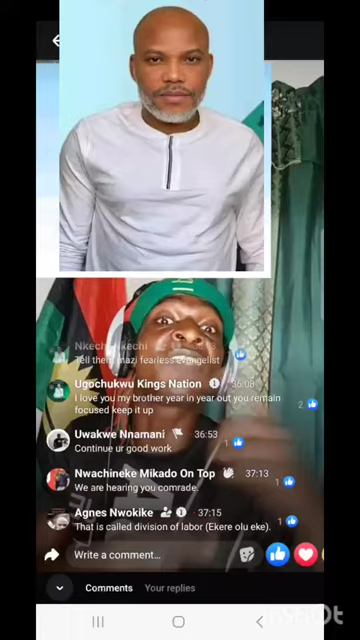 Nkechi Nkechi
Tell them mazi fearless evangelist
Ugochukwu Kings Nation 36:08
I love you my brother year in year out you remain
focused keep it up
2
Uwakwe Nnamani 36:53
Continue ur good work
1
Nwachineke Mikado On Top 37:13
We are hearing you comrade.
1
Agnes Nwokike 37:15
That is called division of labor (Ekere olu eke).
1
Write a comment...
Comments Your replies
InShOt